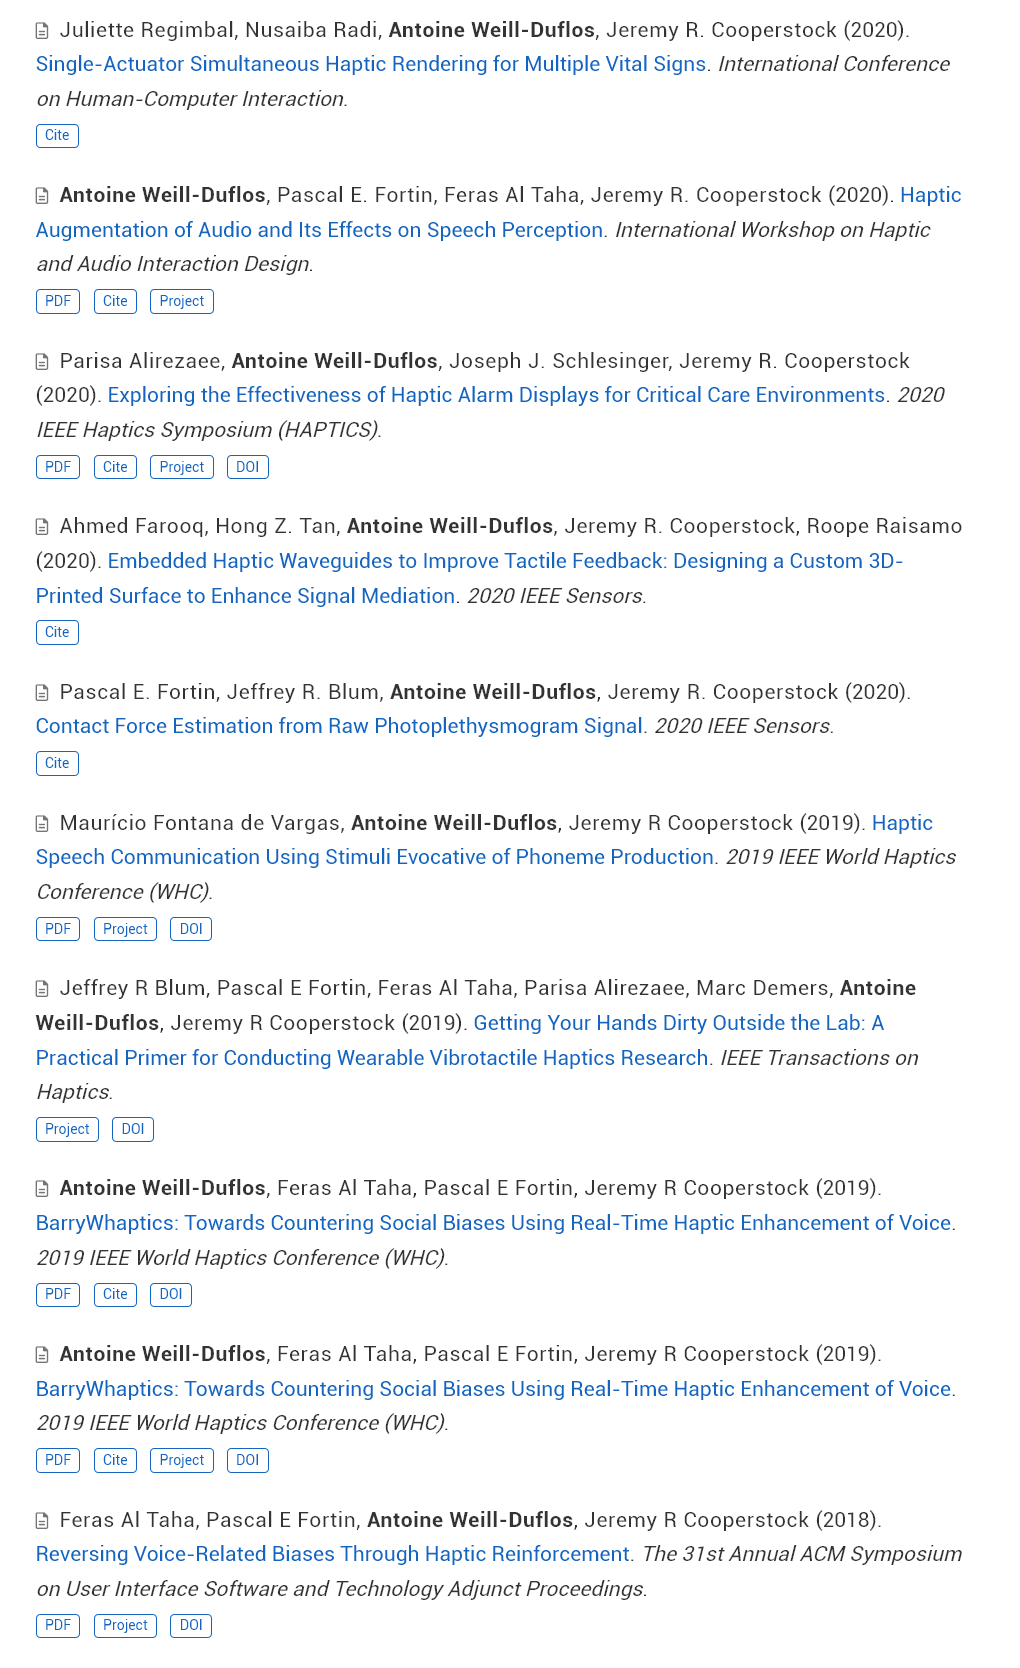 Juliette Regimbal, Nusaiba Radi, Antoine Weill-Duflos, Jeremy R. Cooperstock (2020).
Single-Actuator Simultaneous Haptic Rendering for Multiple Vital Signs. International Conference
on Human-Computer Interaction.
Cite
Antoine Weill-Duflos, Pascal E. Fortin, Feras Al Taha, Jeremy R. Cooperstock (2020). Haptic
Augmentation of Audio and Its Effects on Speech Perception. International Workshop on Haptic
and Audio Interaction Design.
PDF Cite Project
Parisa Alirezaee, Antoine Weill-Duflos, Joseph J. Schlesinger, Jeremy R. Cooperstock
(2020). Exploring the Effectiveness of Haptic Alarm Displays for Critical Care Environments. 2020
IEEE Haptics Symposium (HAPTICS).
PDF Cite Project DOI
Ahmed Farooq, Hong Z. Tan, Antoine Weill-Duflos, Jeremy R. Cooperstock, Roope Raisamo
(2020). Embedded Haptic Waveguides to Improve Tactile Feedback: Designing a Custom 3D-
Printed Surface to Enhance Signal Mediation. 2020 IEEE Sensors.
Cite
Pascal E. Fortin, Jeffrey R. Blum, Antoine Weill-Duflos, Jeremy R. Cooperstock (2020).
Contact Force Estimation from Raw Photoplethysmogram Signal. 2020 IEEE Sensors.
Cite
Maurício Fontana de Vargas, Antoine Weill-Duflos, Jeremy R Cooperstock (2019). Haptic
Speech Communication Using Stimuli Evocative of Phoneme Production. 2019 IEEE World Haptics
Conference (WHC).
PDF Project DOI
Jeffrey R Blum, Pascal E Fortin, Feras Al Taha, Parisa Alirezaee, Marc Demers, Antoine
Weill-Duflos, Jeremy R Cooperstock (2019). Getting Your Hands Dirty Outside the Lab: A
Practical Primer for Conducting Wearable Vibrotactile Haptics Research. IEEE Transactions on
Haptics.
Project DOI
Antoine Weill-Duflos, Feras Al Taha, Pascal E Fortin, Jeremy R Cooperstock (2019).
BarryWhaptics: Towards Countering Social Biases Using Real-Time Haptic Enhancement of Voice.
2019 IEEE World Haptics Conference (WHC).
PDF Cite DOI
Antoine Weill-Duflos, Feras Al Taha, Pascal E Fortin, Jeremy R Cooperstock (2019).
BarryWhaptics: Towards Countering Social Biases Using Real-Time Haptic Enhancement of Voice.
2019 IEEE World Haptics Conference (WHC).
PDF Cite Project DOI
Feras Al Taha, Pascal E Fortin, Antoine Weill-Duflos, Jeremy R Cooperstock (2018).
Reversing Voice-Related Biases Through Haptic Reinforcement. The 31st Annual ACM Symposium
on User Interface Software and Technology Adjunct Proceedings.
PDF Project DOI